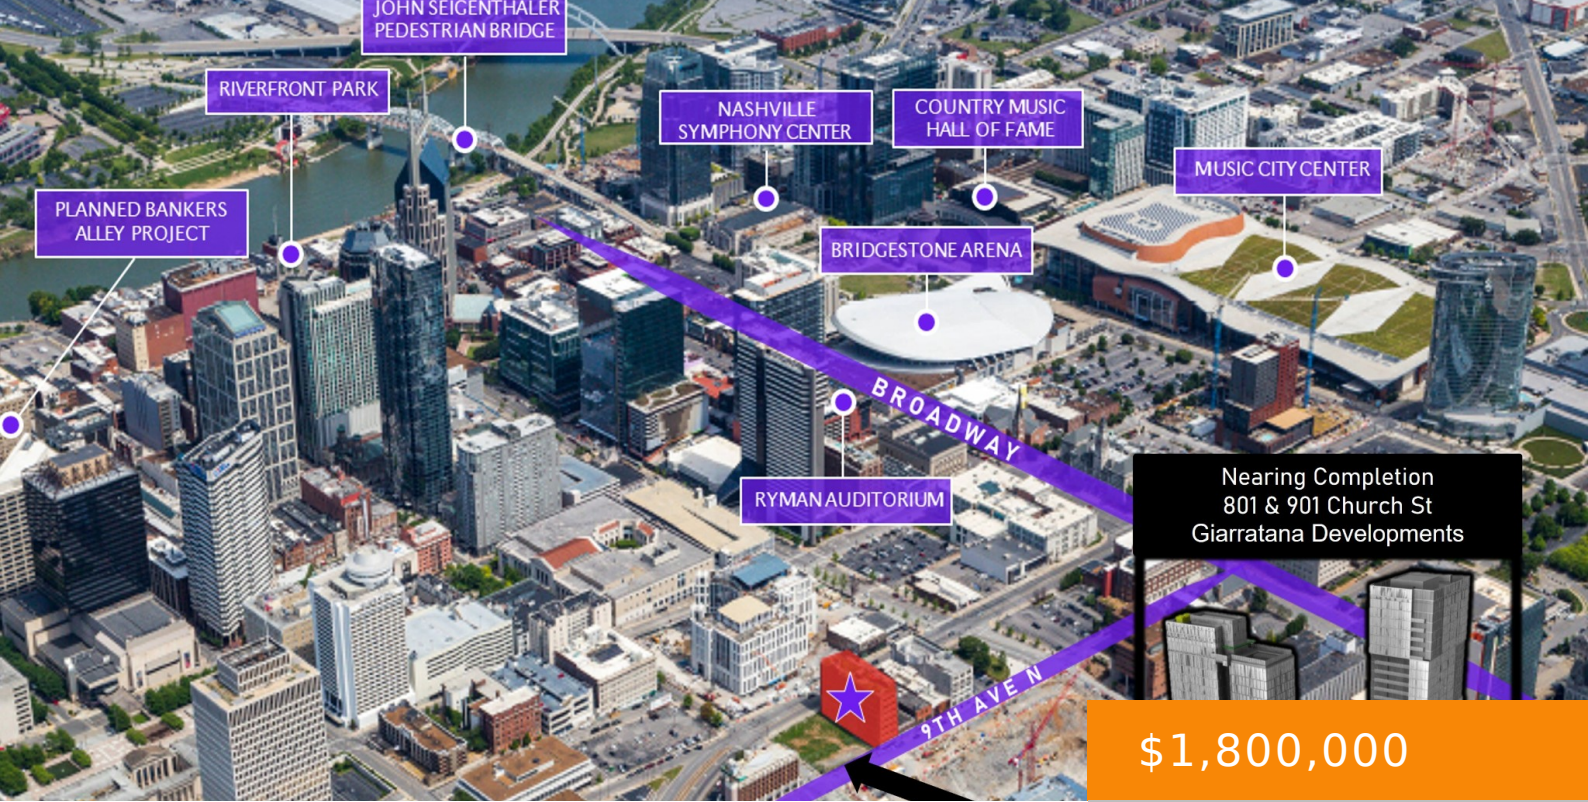 JOHN SEIGENTHALER
PEDESTRIAN BRIDGE
RIVERFRONT PARK
NASHVILLE
SYMPHONY CENTER
COUNTRY MUSIC
HALL OF FAME
MUSIC CITY CENTER
PLANNED BANKERS
ALLEY PROJECT
BRIDGESTONE ARENA
BROADWAY
RYMAN AUDITORIUM
Nearing Completion
801 & 901 Church St
Giarratana Developments
9TH AVE N
$1,800,000